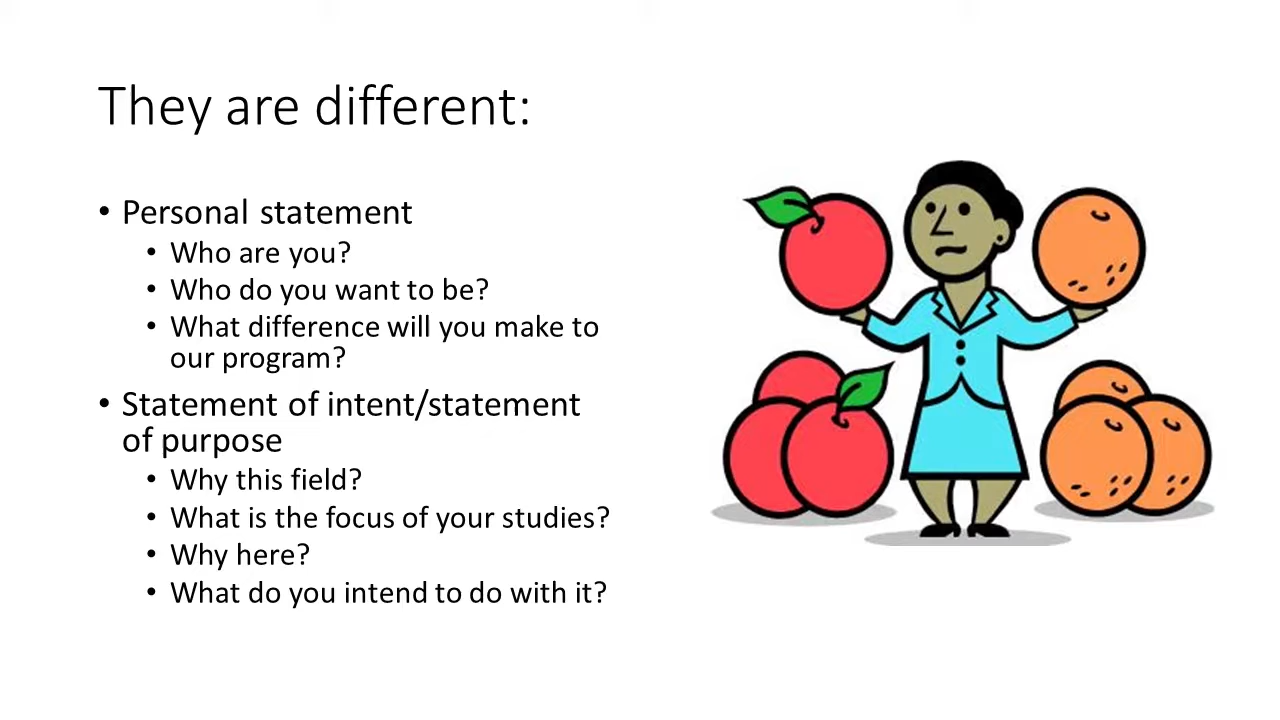 They are different:
• Personal statement
• Who are you?
• Who do you want to be?
• What difference will you make to
our program?
• Statement of intent/statement
of purpose
• Why this field?
• What is the focus of your studies?
• Why here?
• What do you intend to do with it?